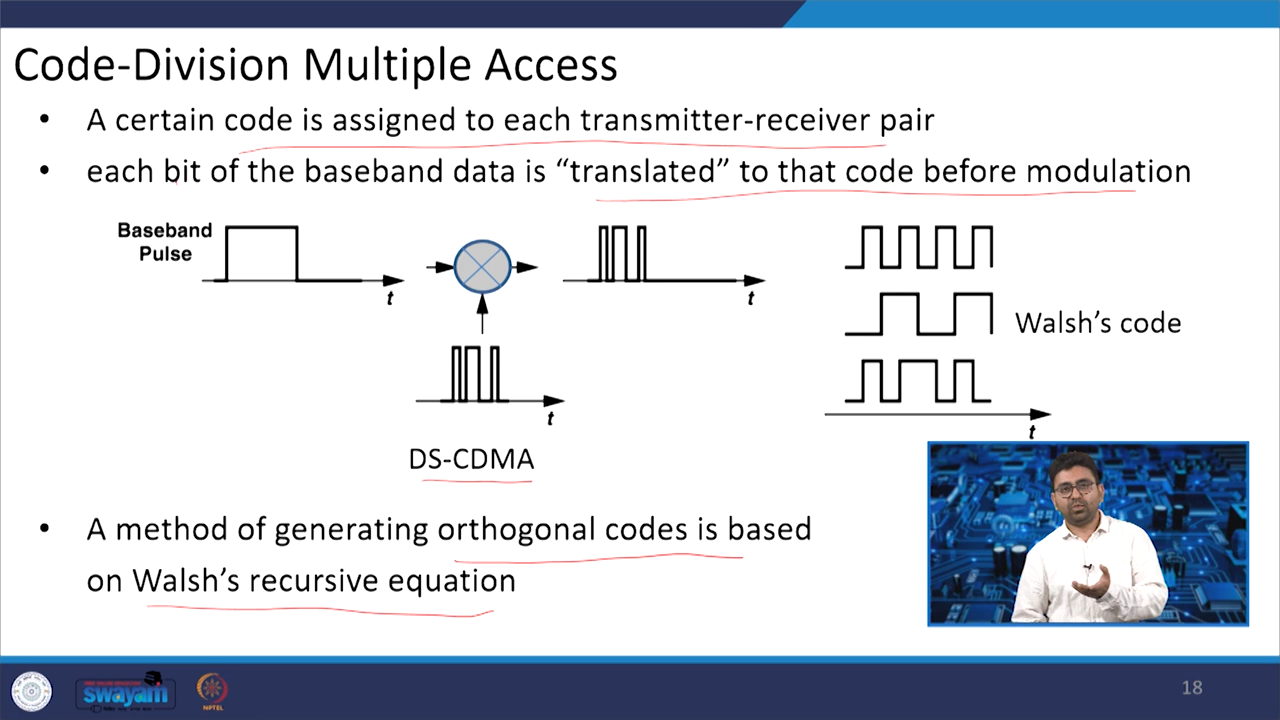 Code-Division Multiple Access
• A certain code is assigned to each transmitter-receiver pair
• each bit of the baseband data is “translated” to that code before modulation
Baseband
Pulse
t
t
t
Walsh’s code
t
DS-CDMA
• A method of generating orthogonal codes is based
on Walsh’s recursive equation
swayam
NPTEL
18